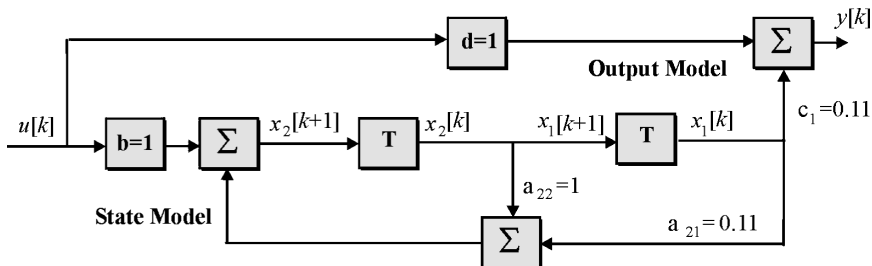 y[k]
d=1
Σ
Output Model
c₁=0.11
u[k]
b=1
Σ
x₂[k+1]
T
x₂[k]
x₁[k+1]
T
x₁[k]
a₂₂=1
State Model
Σ
a₂₁=0.11